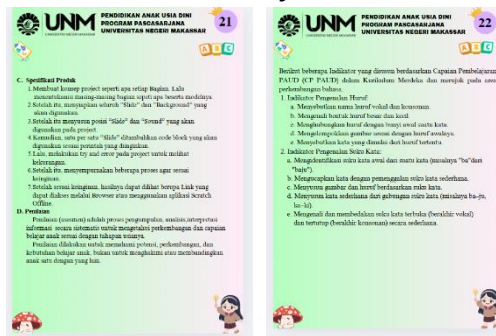 UNM
PENDIDIKAN ANAK USIA DINI
PROGRAM PASCASARJANA
UNIVERSITAS NEGERI MAKASSAR
21
A B C
C. Spesifikasi Produk
1. Membuat konsep project seperti apa setiap Bagian. Lalu
menentukan masing-masing bagian seperti apa beserta modelnya.
2. Setelah itu, menyiapkan seluruh "Slide" dan "Background" yang
akan digunakan.
3. Setelah itu menyusun posisi "Slide" dan "Sound" yang akan
digunakan pada project.
4. Kemudian, satu per satu "Slide" ditambahkan code block yang akan
digunakan sesuai perintah yang diinginkan.
5. Lalu, melakukan try and error pada project untuk melihat
kekurangan.
6. Setelah itu, menyempurnakan beberapa proses agar sesuai
keinginan.
7. Setelah sesuai keinginan, hasilnya dapat dilihat berupa Link yang
dapat diakses melalui Browser atau menggunakan aplikasi Scratch
Offline.
D. Penilaian
Penilaian (asesmen) adalah proses pengumpulan, analisis, interpretasi
informasi secara sistematis untuk mengetahui perkembangan dan capaian
belajar anak sesuai dengan tahapan usianya.
Penilaian dilakukan untuk memahami potensi, perkembangan, dan
kebutuhan belajar anak, bukan untuk menghakimi atau membandingkan
anak satu dengan yang lain.
UNM
PENDIDIKAN ANAK USIA DINI
PROGRAM PASCASARJANA
UNIVERSITAS NEGERI MAKASSAR
22
A B C
Berikut beberapa Indikator yang disusun berdasarkan Capaian Pembelajaran
PAUD (CP PAUD) dalam Kurikulum Merdeka dan merujuk pada aspek
perkembangan bahasa.
1. Indikator Pengenalan Huruf:
a. Menyebutkan nama huruf vokal dan konsonan.
b. Mengenali bentuk huruf besar dan kecil.
c. Menghubungkan huruf dengan bunyi awal suatu kata.
d. Mengelompokkan gambar sesuai dengan huruf awalnya.
e. Menyebutkan kata yang dimulai dari huruf tertentu.
2. Indikator Pengenalan Suku Kata:
a. Mengidentifikasi suku kata awal dari suatu kata (misalnya "ba" dari
"baju").
b. Mengucapkan kata dengan pemenggalan suku kata sederhana.
c. Menyusun gambar dan huruf berdasarkan suku kata.
d. Menyusun kata sederhana dari gabungan suku kata (misalnya ba-ju,
ka-ki).
e. Mengenali dan membedakan suku kata terbuka (berakhir vokal)
dan tertutup (berakhir konsonan) secara sederhana.